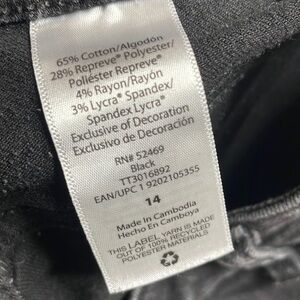 65% Cotton/Algodon
28% Repreve® Polyester/
Poliéster Repreve®
4% Rayon/Rayón
3% Lycra® Spandex/
Spandex Lycra®
Exclusive of Decoration
Exclusivo de Decoración
RN# 52469
Black
TT3016892
EAN/UPC 1 9202105355
14
Made In Cambodia
Hecho En Camboya
THIS LABEL YARN IS MADE
OUT OF 100% RECYCLED
POLYESTER MATERIALS